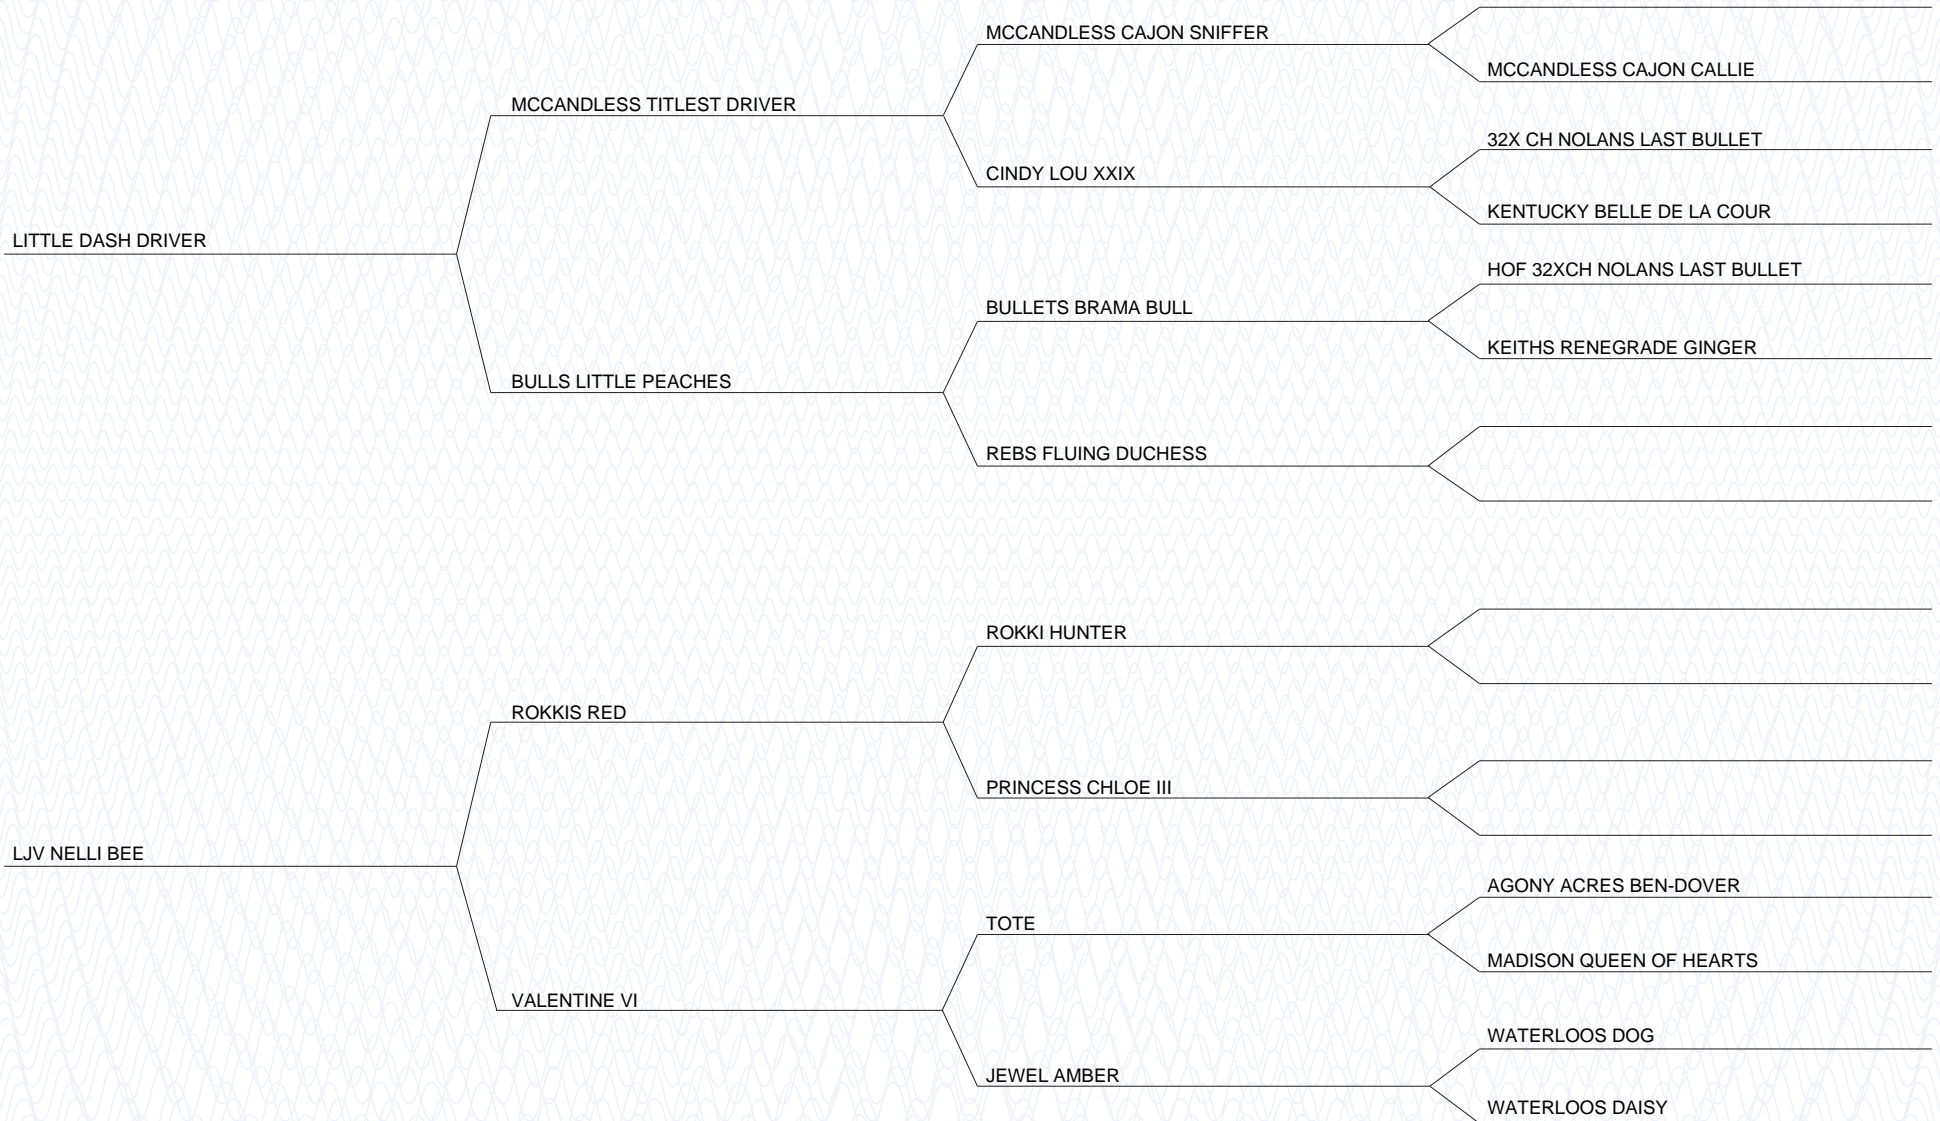 MCCANDLESS CAJON SNIFFER
MCCANDLESS CAJON CALLIE
MCCANDLESS TITLEST DRIVER
32X CH NOLANS LAST BULLET
CINDY LOU XXIX
KENTUCKY BELLE DE LA COUR
LITTLE DASH DRIVER
HOF 32XCH NOLANS LAST BULLET
BULLETS BRAMA BULL
KEITHS RENEGRADE GINGER
BULLS LITTLE PEACHES
REBS FLUING DUCHESS
ROKKI HUNTER
ROKKIS RED
PRINCESS CHLOE III
LJV NELLI BEE
AGONY ACRES BEN-DOVER
TOTE
MADISON QUEEN OF HEARTS
VALENTINE VI
WATERLOOS DOG
JEWEL AMBER
WATERLOOS DAISY